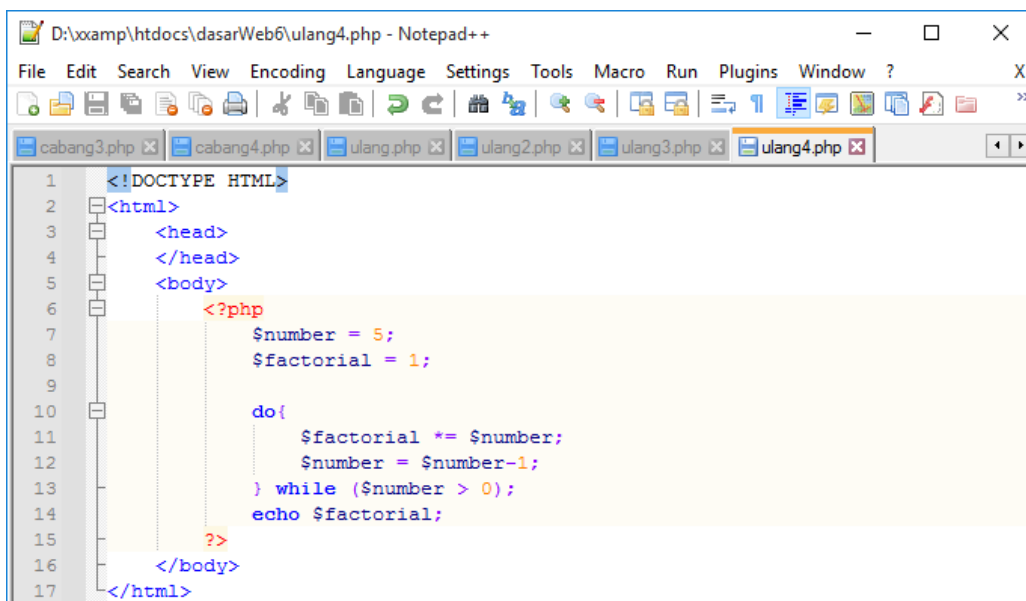 D:\xxamp\htdocs\dasarWeb6\ulang4.php - Notepad++
File Edit Search View Encoding Language Settings Tools Macro Run Plugins Window ? X
cabang3.php cabang4.php ulang.php ulang2.php ulang3.php ulang4.php
1 <!DOCTYPE HTML>
2 <html>
3 <head>
4 </head>
5 <body>
6 <?php
7 $number = 5;
8 $factorial = 1;
9
10 do{
11 $factorial *= $number;
12 $number = $number-1;
13 } while ($number > 0);
14 echo $factorial;
15 ?>
16 </body>
17 </html>